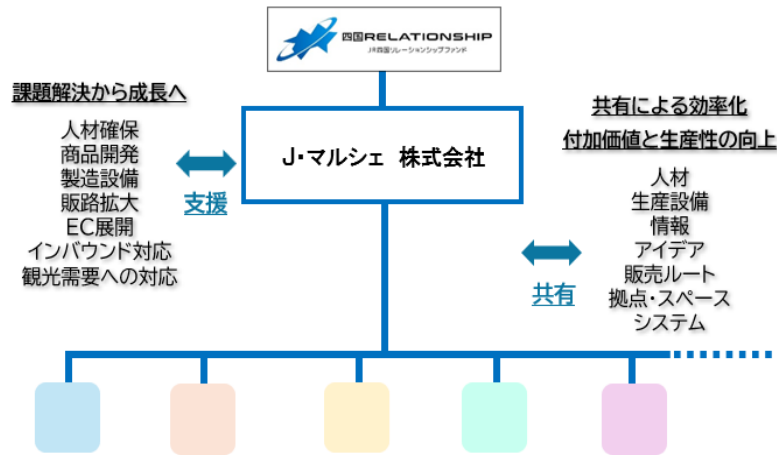 四国RELATIONSHIP
JR四国リレーションシップファンド
課題解決から成長へ
人材確保
商品開発
製造設備
販路拡大
EC展開
インバウンド対応
観光需要への対応
支援
J・マルシェ 株式会社
共有による効率化
付加価値と生産性の向上
人材
生産設備
情報
アイデア
販売ルート
拠点・スペース
システム
共有